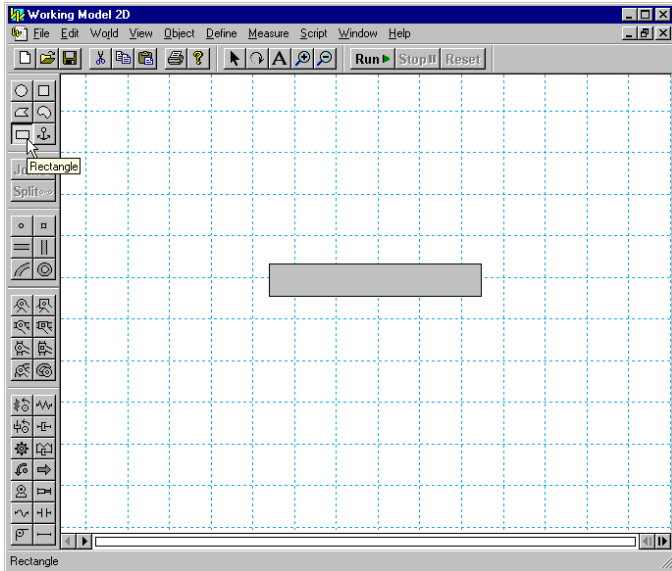 Working Model 2D
File Edit World View Object Define Measure Script Window Help
Run Stop Reset
Rectangle
Split
Rectangle